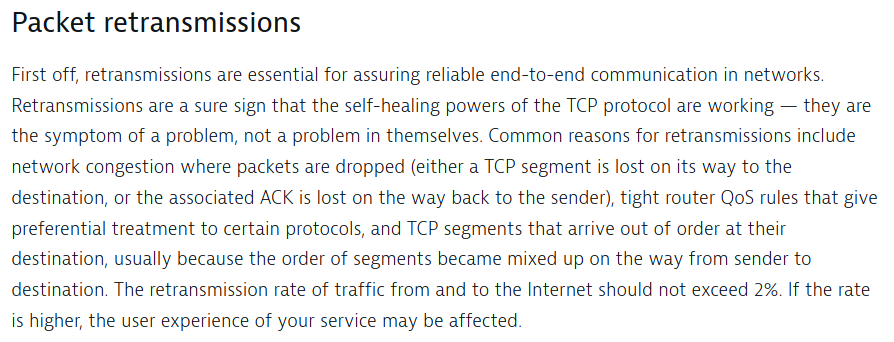 Packet retransmissions
First off, retransmissions are essential for assuring reliable end-to-end communication in networks.
Retransmissions are a sure sign that the self-healing powers of the TCP protocol are working — they are
the symptom of a problem, not a problem in themselves. Common reasons for retransmissions include
network congestion where packets are dropped (either a TCP segment is lost on its way to the
destination, or the associated ACK is lost on the way back to the sender), tight router QoS rules that give
preferential treatment to certain protocols, and TCP segments that arrive out of order at their
destination, usually because the order of segments became mixed up on the way from sender to
destination. The retransmission rate of traffic from and to the Internet should not exceed 2%. If the rate
is higher, the user experience of your service may be affected.